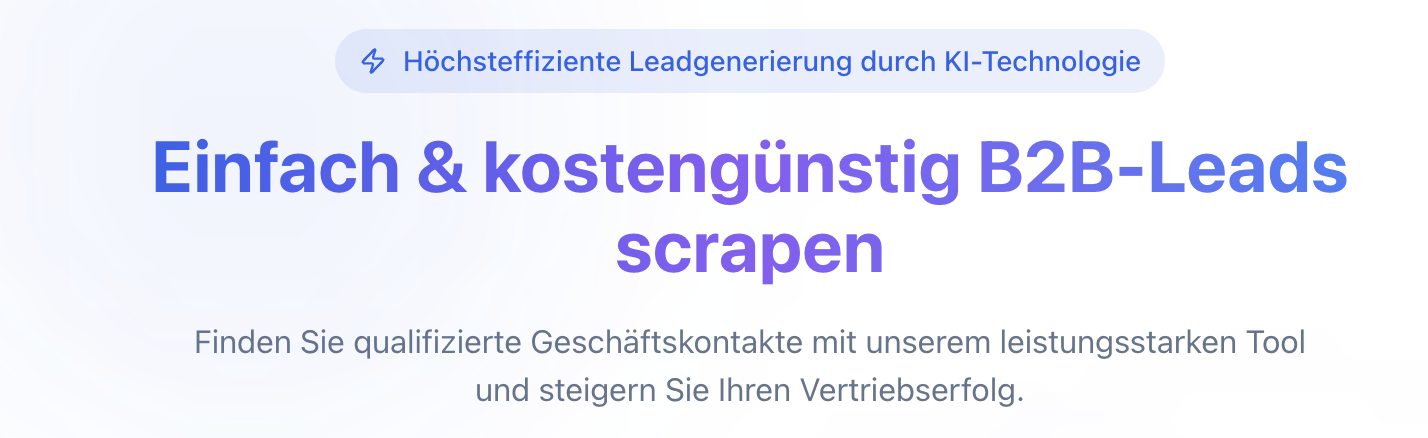 Höchsteffiziente Leadgenerierung durch KI-Technologie
Einfach & kostengünstig B2B-Leads
scrapen
Finden Sie qualifizierte Geschäftskontakte mit unserem leistungsstarken Tool
und steigern Sie Ihren Vertriebserfolg.